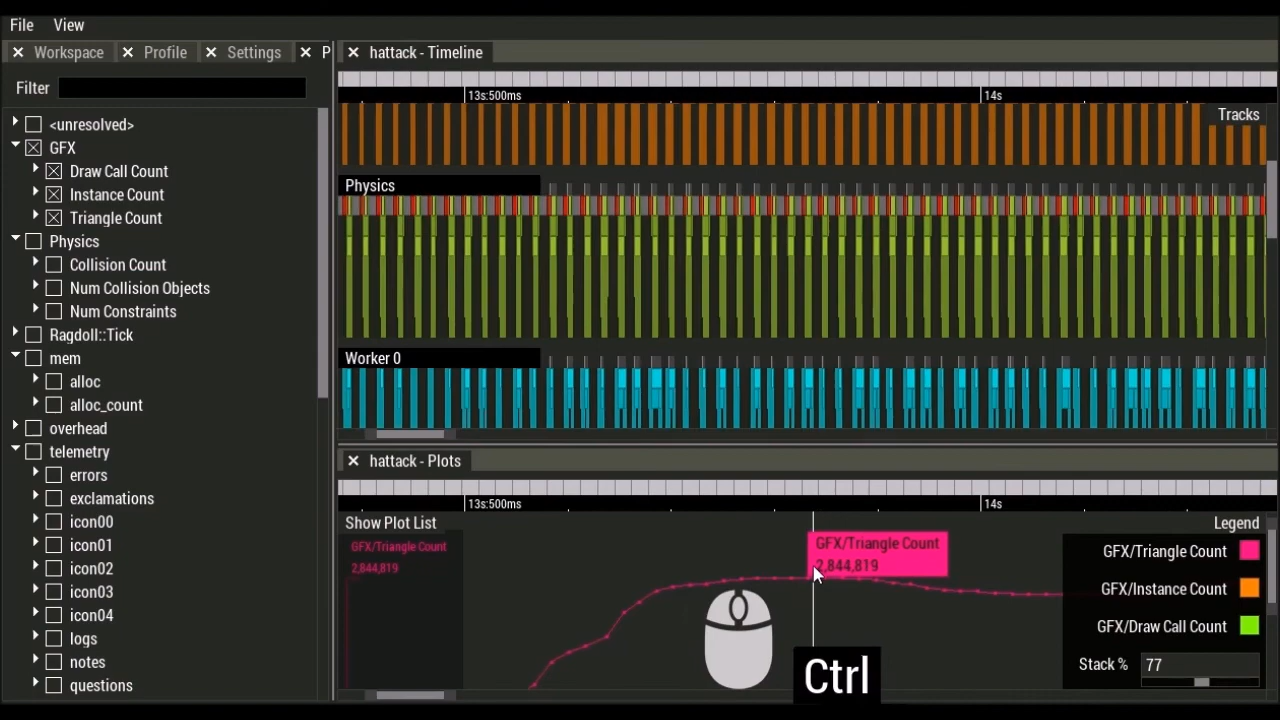 File View
Workspace Profile Settings P
Filter
<unresolved>
GFX
Draw Call Count
Instance Count
Triangle Count
Physics
Collision Count
Num Collision Objects
Num Constraints
Ragdoll::Tick
mem
alloc
alloc_count
overhead
telemetry
errors
exclamations
icon00
icon01
icon02
icon03
icon04
logs
notes
questions
hattack - Timeline
13s:500ms 14s
Tracks
Physics
Worker 0
hattack - Plots
13s:500ms 14s
Show Plot List
GFX/Triangle Count
2,844,819
GFX/Triangle Count
2,844,819
Legend
GFX/Triangle Count
GFX/Instance Count
GFX/Draw Call Count
Stack % 77
Ctrl